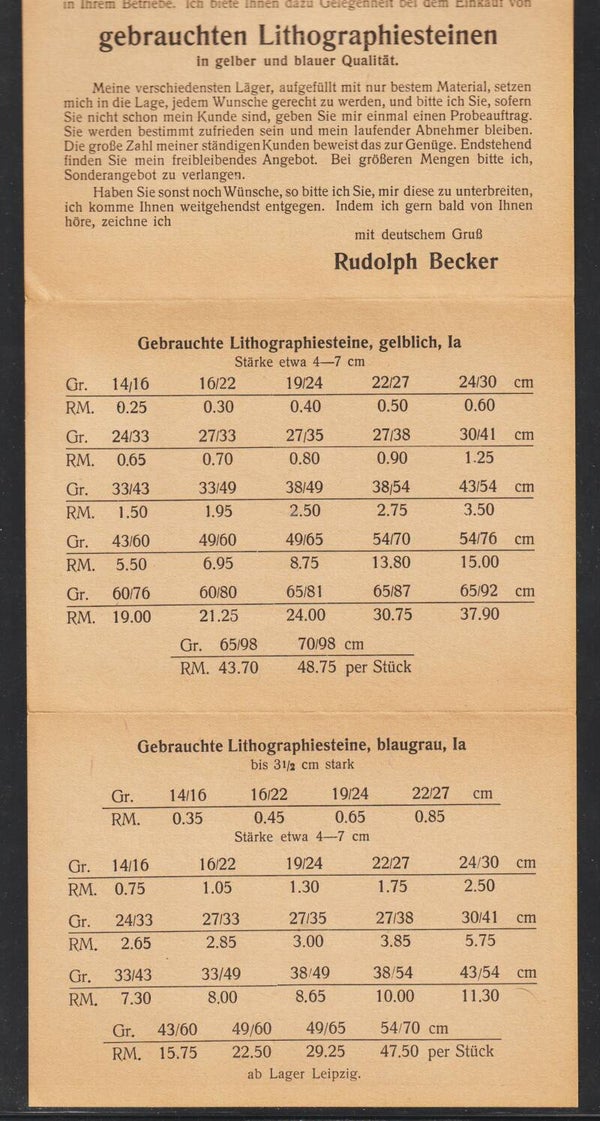 in Ihrem Betriebe. Ich biete Ihnen dazu Gelegenheit bei dem Einkauf von
gebrauchten Lithographiesteinen
in gelber und blauer Qualität.
Meine verschiedensten Läger, aufgefüllt mit nur bestem Material, setzen
mich in die Lage, jedem Wunsche gerecht zu werden, und bitte ich Sie, sofern
Sie nicht schon mein Kunde sind, geben Sie mir einmal einen Probeauftrag.
Sie werden bestimmt zufrieden sein und mein laufender Abnehmer bleiben.
Die große Zahl meiner ständigen Kunden beweist das zur Genüge. Endstehend
finden Sie mein freibleibendes Angebot. Bei größeren Mengen bitte ich,
Sonderangebot zu verlangen.
Haben Sie sonst noch Wünsche, so bitte ich Sie, mir diese zu unterbreiten,
ich komme Ihnen weitgehendst entgegen. Indem ich gern bald von Ihnen
höre, zeichne ich
mit deutschem Gruß
Rudolph Becker
Gebrauchte Lithographiesteine, gelblich, Ia
Stärke etwa 4—7 cm
Gr. 14/16 16/22 19/24 22/27 24/30 cm
RM. 0.25 0.30 0.40 0.50 0.60
Gr. 24/33 27/33 27/35 27/38 30/41 cm
RM. 0.65 0.70 0.80 0.90 1.25
Gr. 33/43 33/49 38/49 38/54 43/54 cm
RM. 1.50 1.95 2.50 2.75 3.50
Gr. 43/60 49/60 49/65 54/70 54/76 cm
RM. 5.50 6.95 8.75 13.80 15.00
Gr. 60/76 60/80 65/81 65/87 65/92 cm
RM. 19.00 21.25 24.00 30.75 37.90
Gr. 65/98 70/98 cm
RM. 43.70 48.75 per Stück
Gebrauchte Lithographiesteine, blaugrau, Ia
bis 3 1/2 cm stark
Gr. 14/16 16/22 19/24 22/27 cm
RM. 0.35 0.45 0.65 0.85
Stärke etwa 4—7 cm
Gr. 14/16 16/22 19/24 22/27 24/30 cm
RM. 0.75 1.05 1.30 1.75 2.50
Gr. 24/33 27/33 27/35 27/38 30/41 cm
RM. 2.65 2.85 3.00 3.85 5.75
Gr. 33/43 33/49 38/49 38/54 43/54 cm
RM. 7.30 8.00 8.65 10.00 11.30
Gr. 43/60 49/60 49/65 54/70 cm
RM. 15.75 22.50 29.25 47.50 per Stück
ab Lager Leipzig.